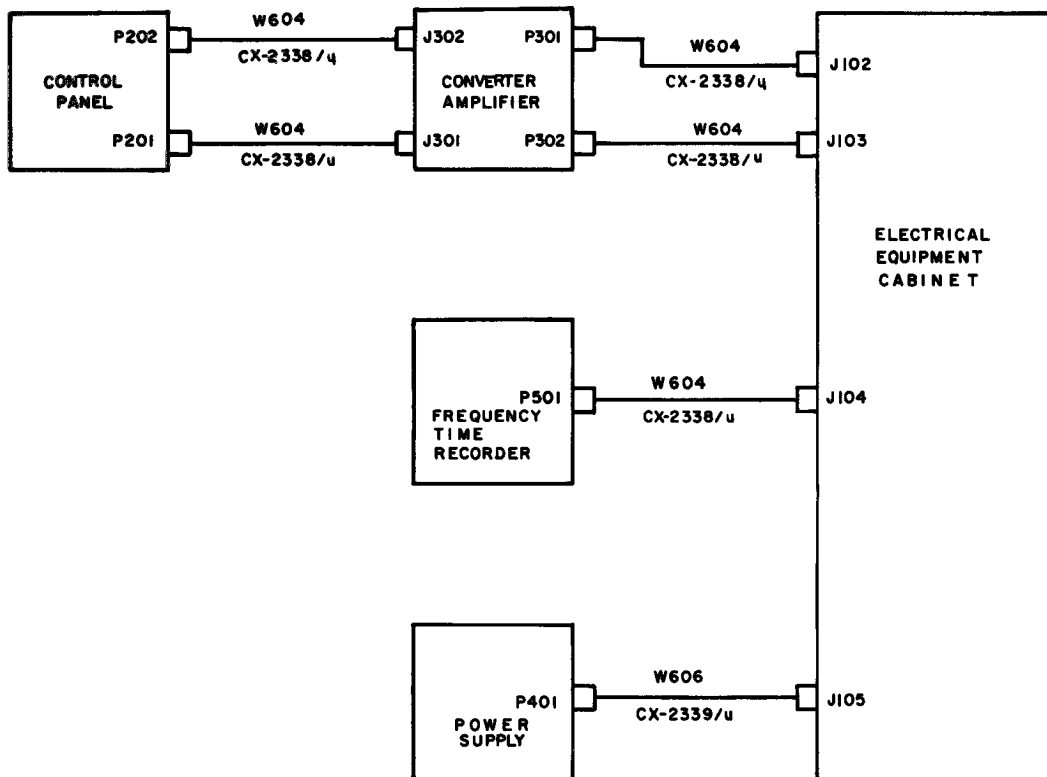 W604
P202
J302
P301
W604
CX-2338/u
CX-2338/u
J102
CONTROL
PANEL
CONVERTER
AMPLIFIER
P201
W604
CX-2338/u
J301
P302
W604
CX-2338/u
J103
ELECTRICAL
EQUIPMENT
CABINET
P501
W604
CX-2338/u
J104
FREQUENCY
TIME
RECORDER
P401
W606
CX-2339/u
J105
POWER
SUPPLY